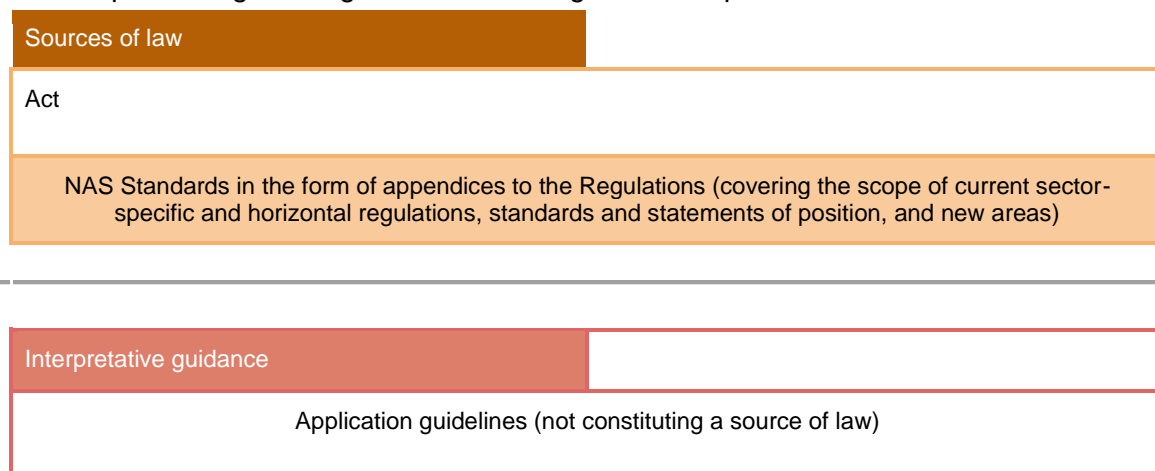 Sources of law
Act
NAS Standards in the form of appendices to the Regulations (covering the scope of current sector-
specific and horizontal regulations, standards and statements of position, and new areas)
Interpretative guidance
Application guidelines (not constituting a source of law)